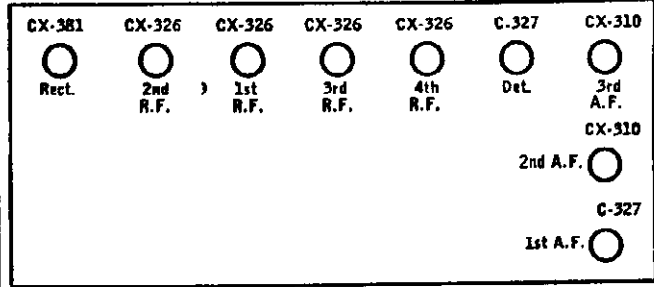 CX-381 CX-326 CX-326 CX-326 CX-326 C-327 CX-310
Rect. 2nd ) 1st 3rd 4th Det. 3rd
R.F. R.F. R.F. R.F. A.F.
CX-310
2nd A.F.
C-327
1st A.F.